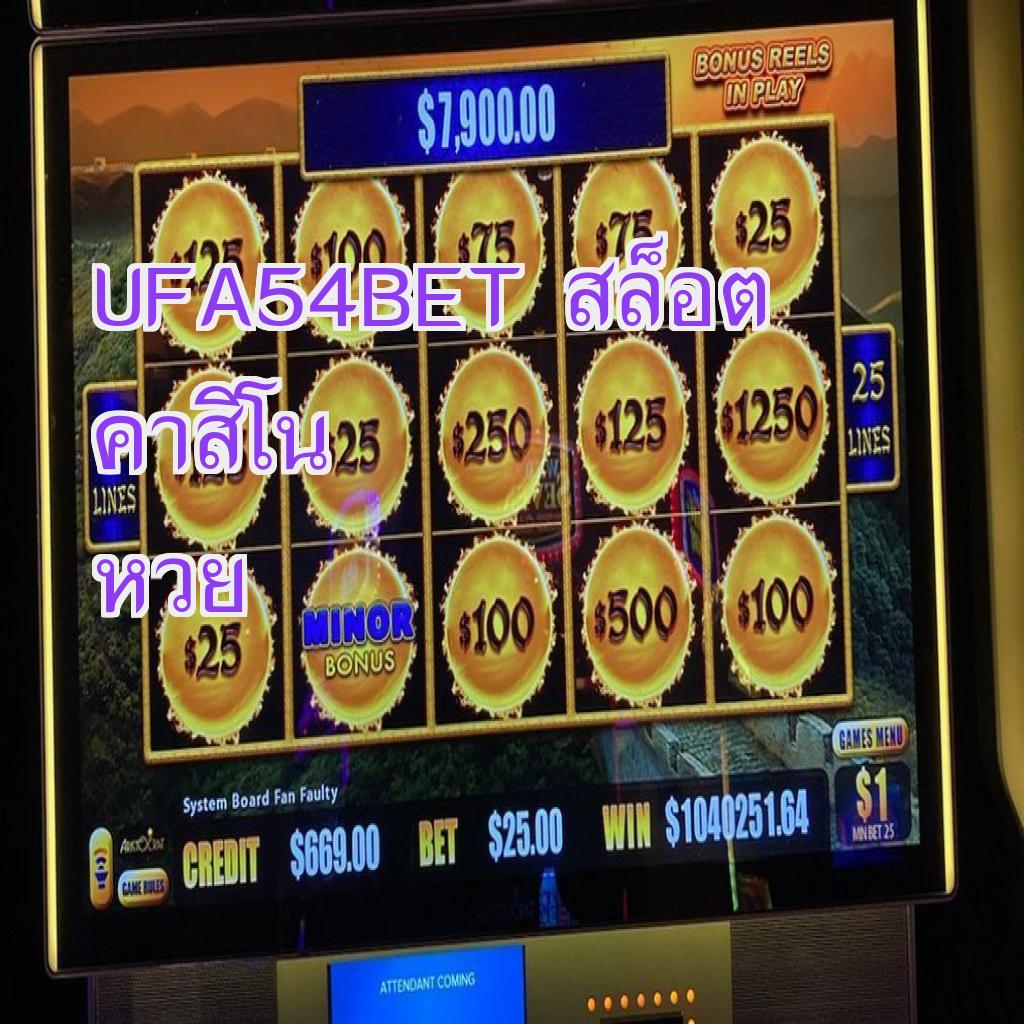 BONUS REELS
IN PLAY
$7,900.00
$125 $100 $75 $75 $25
UFA54BET สล็อต
คาสิโน
หวย
$25 $250 $125 $1250
LINES
25
LINES
$25 MINOR
BONUS $100 $500 $100
GAMES MENU
System Board Fan Faulty
$1
MIN BET 25
ARISTOCRAT
GAME RULES
CREDIT $669.00 BET $25.00 WIN $1040251.64
ATTENDANT COMING